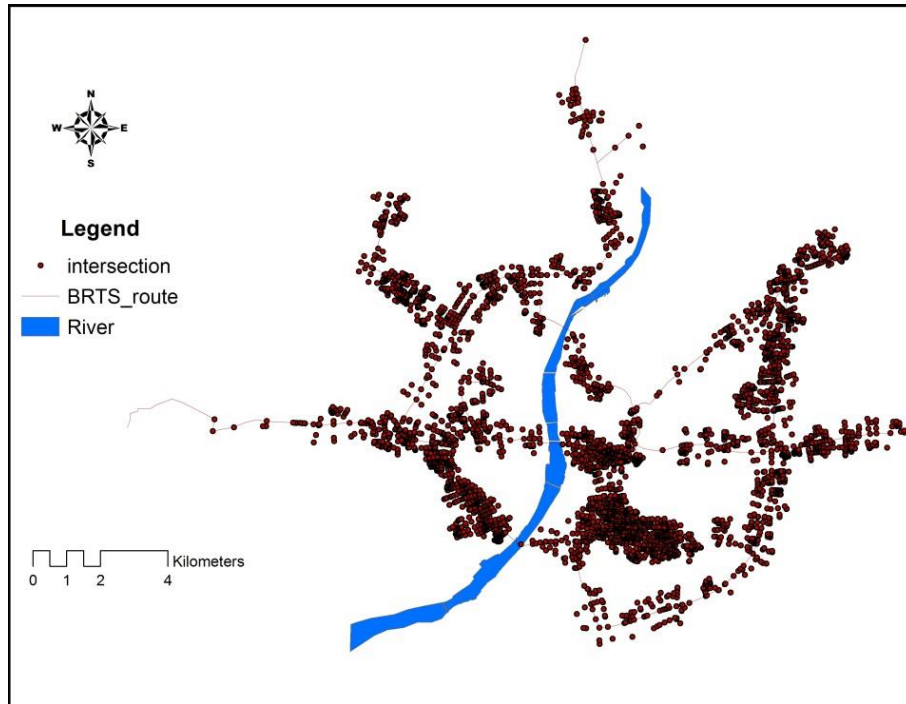 N
W E
S
Legend
intersection
BRTS_route
River
Kilometers
0 1 2 4